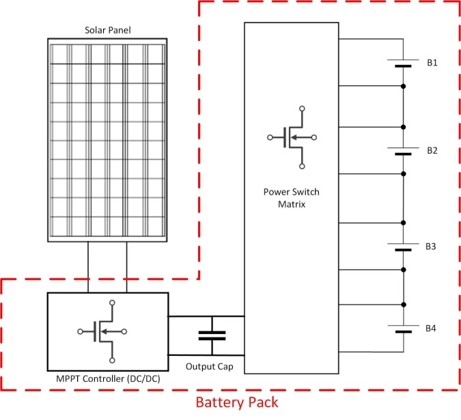 Solar Panel
B1
B2
Power Switch
Matrix
B3
B4
MPPT Controller (DC/DC)
Output Cap
Battery Pack